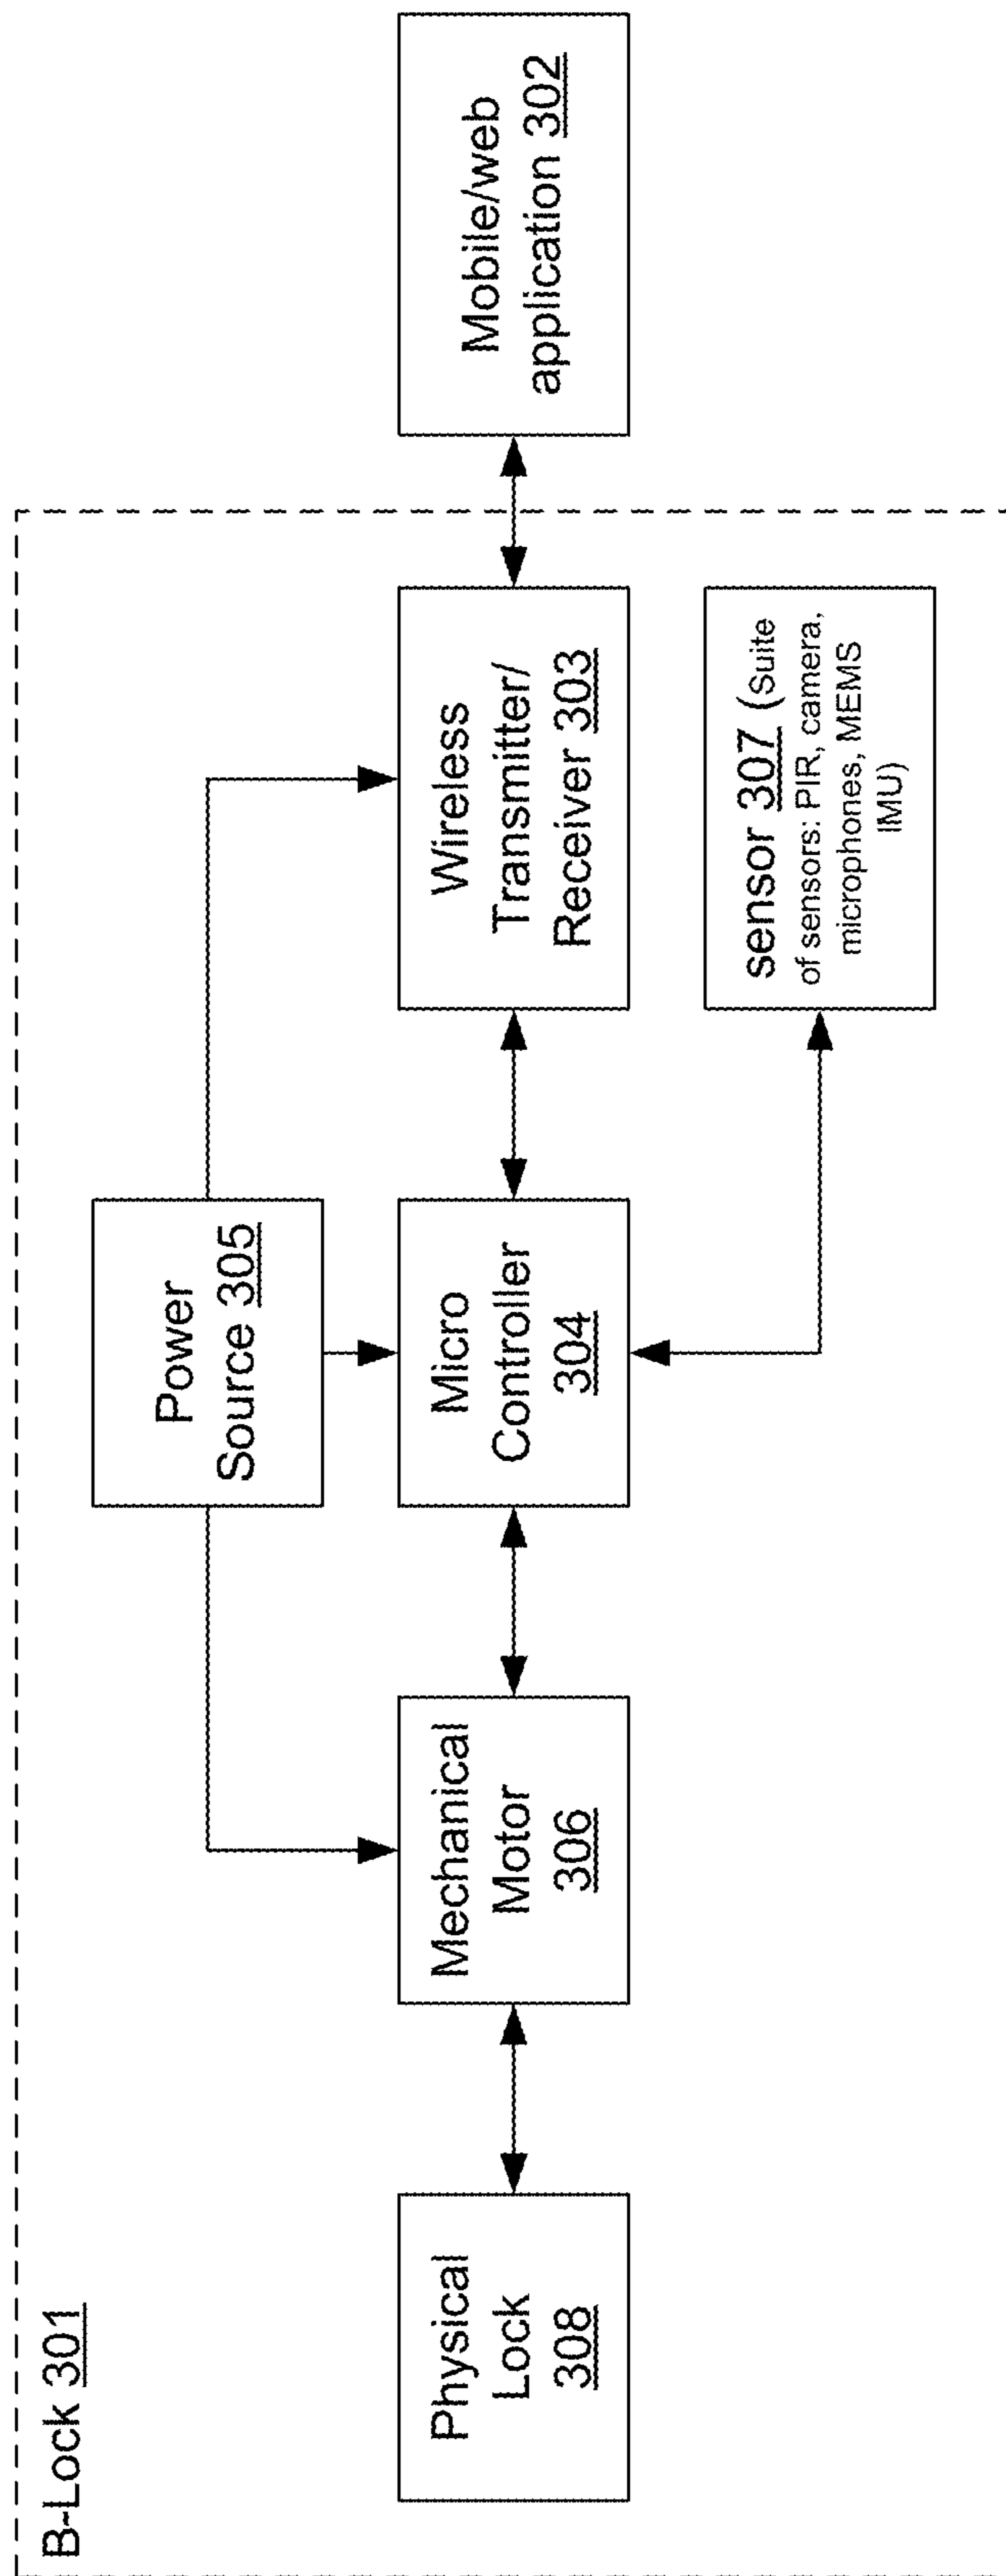 B-Lock 301
Power
Source 305
Physical
Lock
308
Mechanical
Motor
306
Micro
Controller
304
Wireless
Transmitter/
Receiver 303
Mobile/web
application 302
sensor 307 (Suite
of sensors: PIR, camera,
microphones, MEMS
IMU)